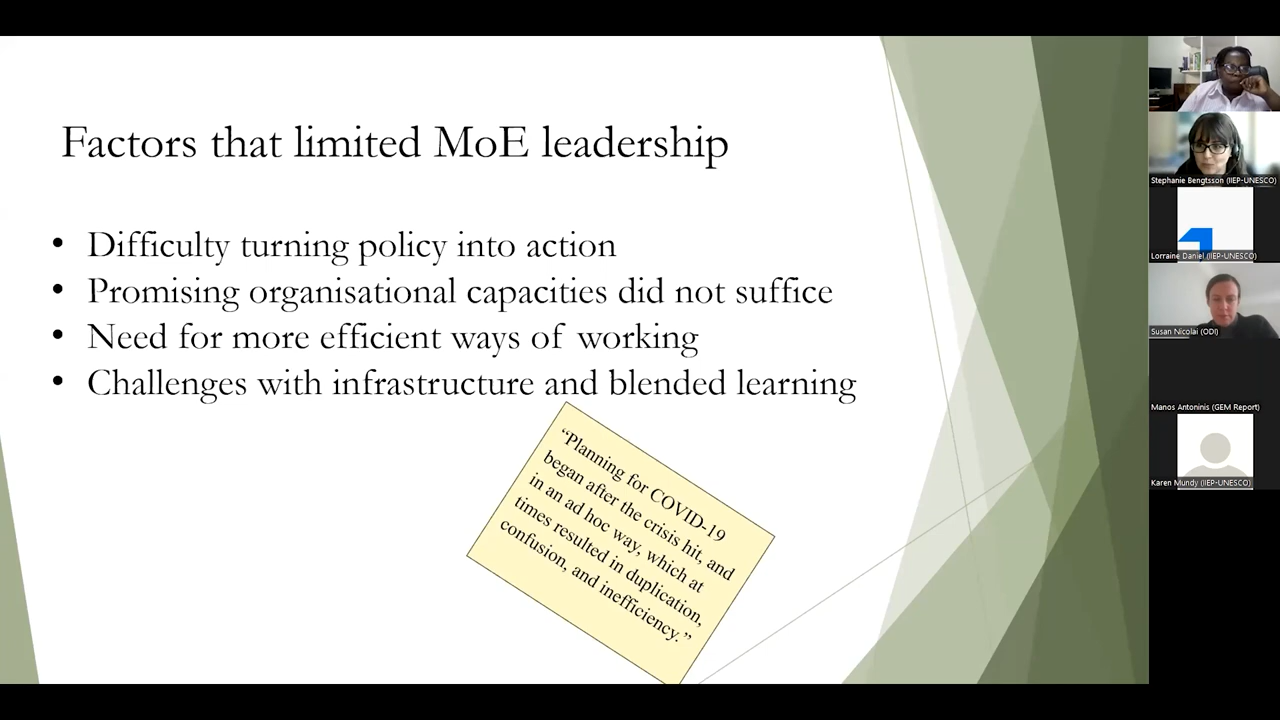 Factors that limited MoE leadership
• Difficulty turning policy into action
• Promising organisational capacities did not suffice
• Need for more efficient ways of working
• Challenges with infrastructure and blended learning
“Planning for COVID-19
began after the crisis hit, and
in an ad hoc way, which at
times resulted in duplication,
confusion, and inefficiency.”
Stephanie Bengtsson (IIEP-UNESCO)
Lorraine Daniel (IIEP-UNESCO)
Susan Nicolai (ODI)
Manos Antoninis (GEM Report)
Karen Mundy (IIEP-UNESCO)